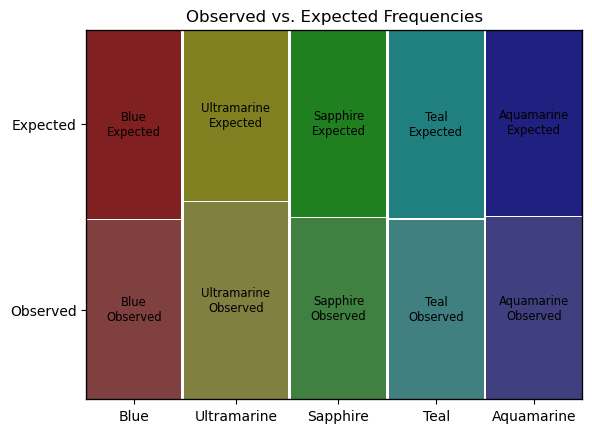 Observed vs. Expected Frequencies
Expected
Blue
Expected
Ultramarine
Expected
Sapphire
Expected
Teal
Expected
Aquamarine
Expected
Observed
Blue
Observed
Ultramarine
Observed
Sapphire
Observed
Teal
Observed
Aquamarine
Observed
Blue
Ultramarine
Sapphire
Teal
Aquamarine